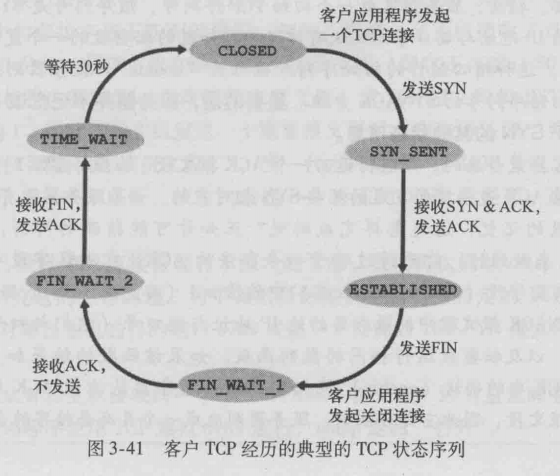 客户应用程序发起
一个TCP连接
CLOSED
发送SYN
等待30秒
TIME_WAIT
SYN_SENT
接收FIN,
发送ACK
接收SYN & ACK,
发送ACK
FIN_WAIT_2
ESTABLISHED
发送FIN
接收ACK,
不发送
FIN_WAIT_1
客户应用程序
发起关闭连接
图3-41 客户 TCP 经历的典型的 TCP 状态序列